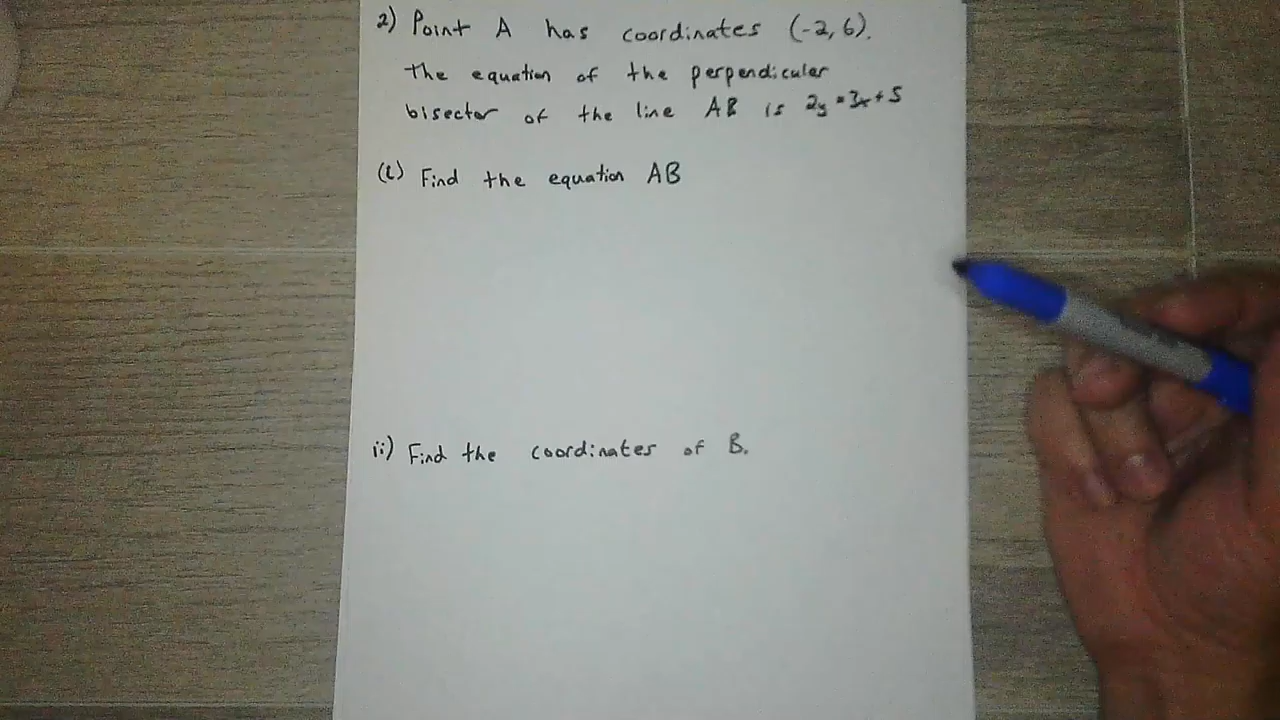 2) Point A has coordinates (-2, 6).
The equation of the perpendicular
bisector of the line AB is 2y = 3x + 5
(i) Find the equation AB
ii) Find the coordinates of B.